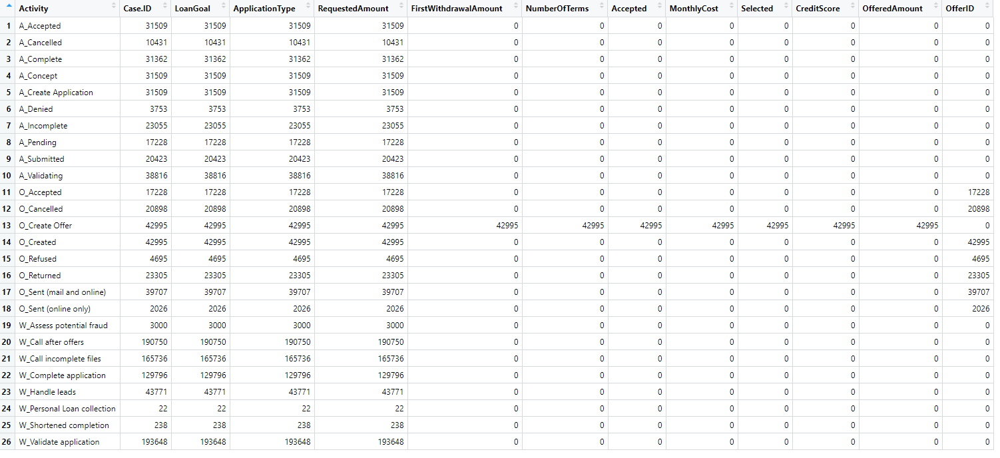 Activity Case.ID LoanGoal ApplicationType RequestedAmount FirstWithdrawalAmount NumberOfTerms Accepted MonthlyCost Selected CreditScore OfferedAmount OfferID
1 A_Accepted 31509 31509 31509 31509 0 0 0 0 0 0 0 0
2 A_Cancelled 10431 10431 10431 10431 0 0 0 0 0 0 0 0
3 A_Complete 31362 31362 31362 31362 0 0 0 0 0 0 0 0
4 A_Concept 31509 31509 31509 31509 0 0 0 0 0 0 0 0
5 A_Create Application 31509 31509 31509 31509 0 0 0 0 0 0 0 0
6 A_Denied 3753 3753 3753 3753 0 0 0 0 0 0 0 0
7 A_Incomplete 23055 23055 23055 23055 0 0 0 0 0 0 0 0
8 A_Pending 17228 17228 17228 17228 0 0 0 0 0 0 0 0
9 A_Submitted 20423 20423 20423 20423 0 0 0 0 0 0 0 0
10 A_Validating 38816 38816 38816 38816 0 0 0 0 0 0 0 0
11 O_Accepted 17228 17228 17228 17228 0 0 0 0 0 0 0 17228
12 O_Cancelled 20898 20898 20898 20898 0 0 0 0 0 0 0 20898
13 O_Create Offer 42995 42995 42995 42995 42995 42995 42995 42995 42995 42995 42995 0
14 O_Created 42995 42995 42995 42995 0 0 0 0 0 0 0 42995
15 O_Refused 4695 4695 4695 4695 0 0 0 0 0 0 0 4695
16 O_Returned 23305 23305 23305 23305 0 0 0 0 0 0 0 23305
17 O_Sent (mail and online) 39707 39707 39707 39707 0 0 0 0 0 0 0 39707
18 O_Sent (online only) 2026 2026 2026 2026 0 0 0 0 0 0 0 2026
19 W_Assess potential fraud 3000 3000 3000 3000 0 0 0 0 0 0 0 0
20 W_Call after offers 190750 190750 190750 190750 0 0 0 0 0 0 0 0
21 W_Call incomplete files 165736 165736 165736 165736 0 0 0 0 0 0 0 0
22 W_Complete application 129796 129796 129796 129796 0 0 0 0 0 0 0 0
23 W_Handle leads 43771 43771 43771 43771 0 0 0 0 0 0 0 0
24 W_Personal Loan collection 22 22 22 22 0 0 0 0 0 0 0 0
25 W_Shortened completion 238 238 238 238 0 0 0 0 0 0 0 0
26 W_Validate application 193648 193648 193648 193648 0 0 0 0 0 0 0 0